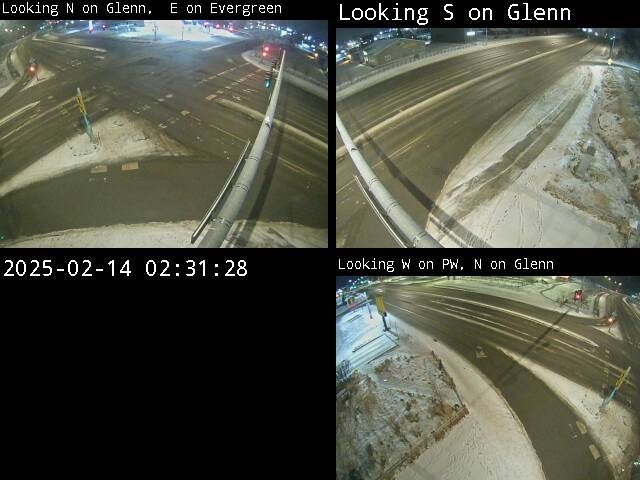 Looking N on Glenn, E on Evergreen
Looking S on Glenn
2025-02-14 02:31:28
Looking W on PW, N on Glenn